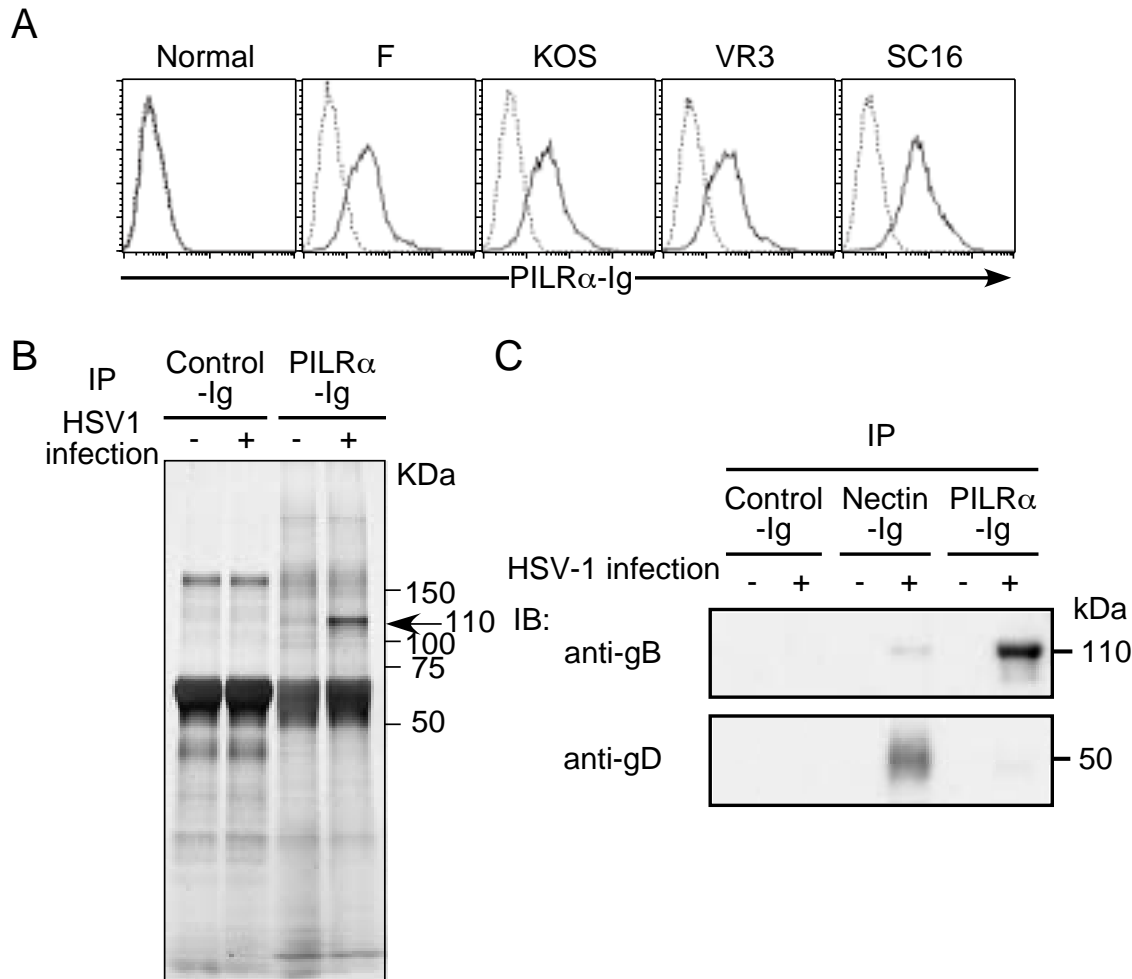 A
Normal F KOS VR3 SC16
PILRα-Ig
B
IP
Control
-Ig
PILRα
-Ig
HSV1
infection
- + - +
KDa
150
110
100
75
50
C
IP
Control
-Ig
Nectin
-Ig
PILRα
-Ig
HSV-1 infection
- + - + - +
IB:
kDa
anti-gB
110
anti-gD
50